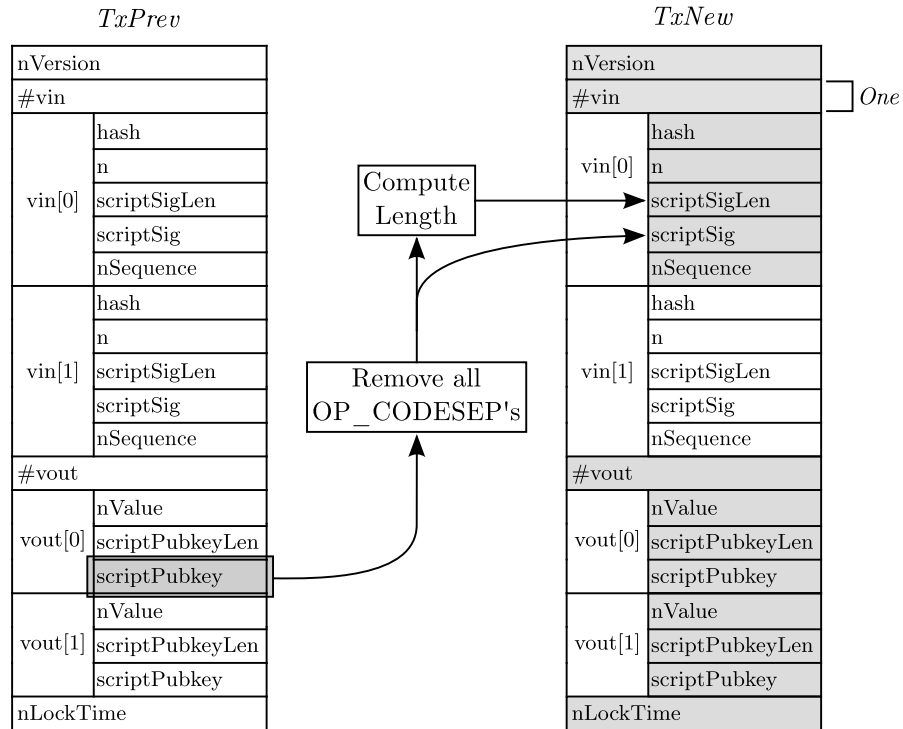 TxPrev
nVersion
#vin
vin[0]
hash
n
scriptSigLen
scriptSig
nSequence
vin[1]
hash
n
scriptSigLen
scriptSig
nSequence
#vout
vout[0]
nValue
scriptPubkeyLen
scriptPubkey
vout[1]
nValue
scriptPubkeyLen
scriptPubkey
nLockTime
Compute
Length
Remove all
OP_CODESEP's
TxNew
nVersion
#vin
One
vin[0]
hash
n
scriptSigLen
scriptSig
nSequence
vin[1]
hash
n
scriptSigLen
scriptSig
nSequence
#vout
vout[0]
nValue
scriptPubkeyLen
scriptPubkey
vout[1]
nValue
scriptPubkeyLen
scriptPubkey
nLockTime